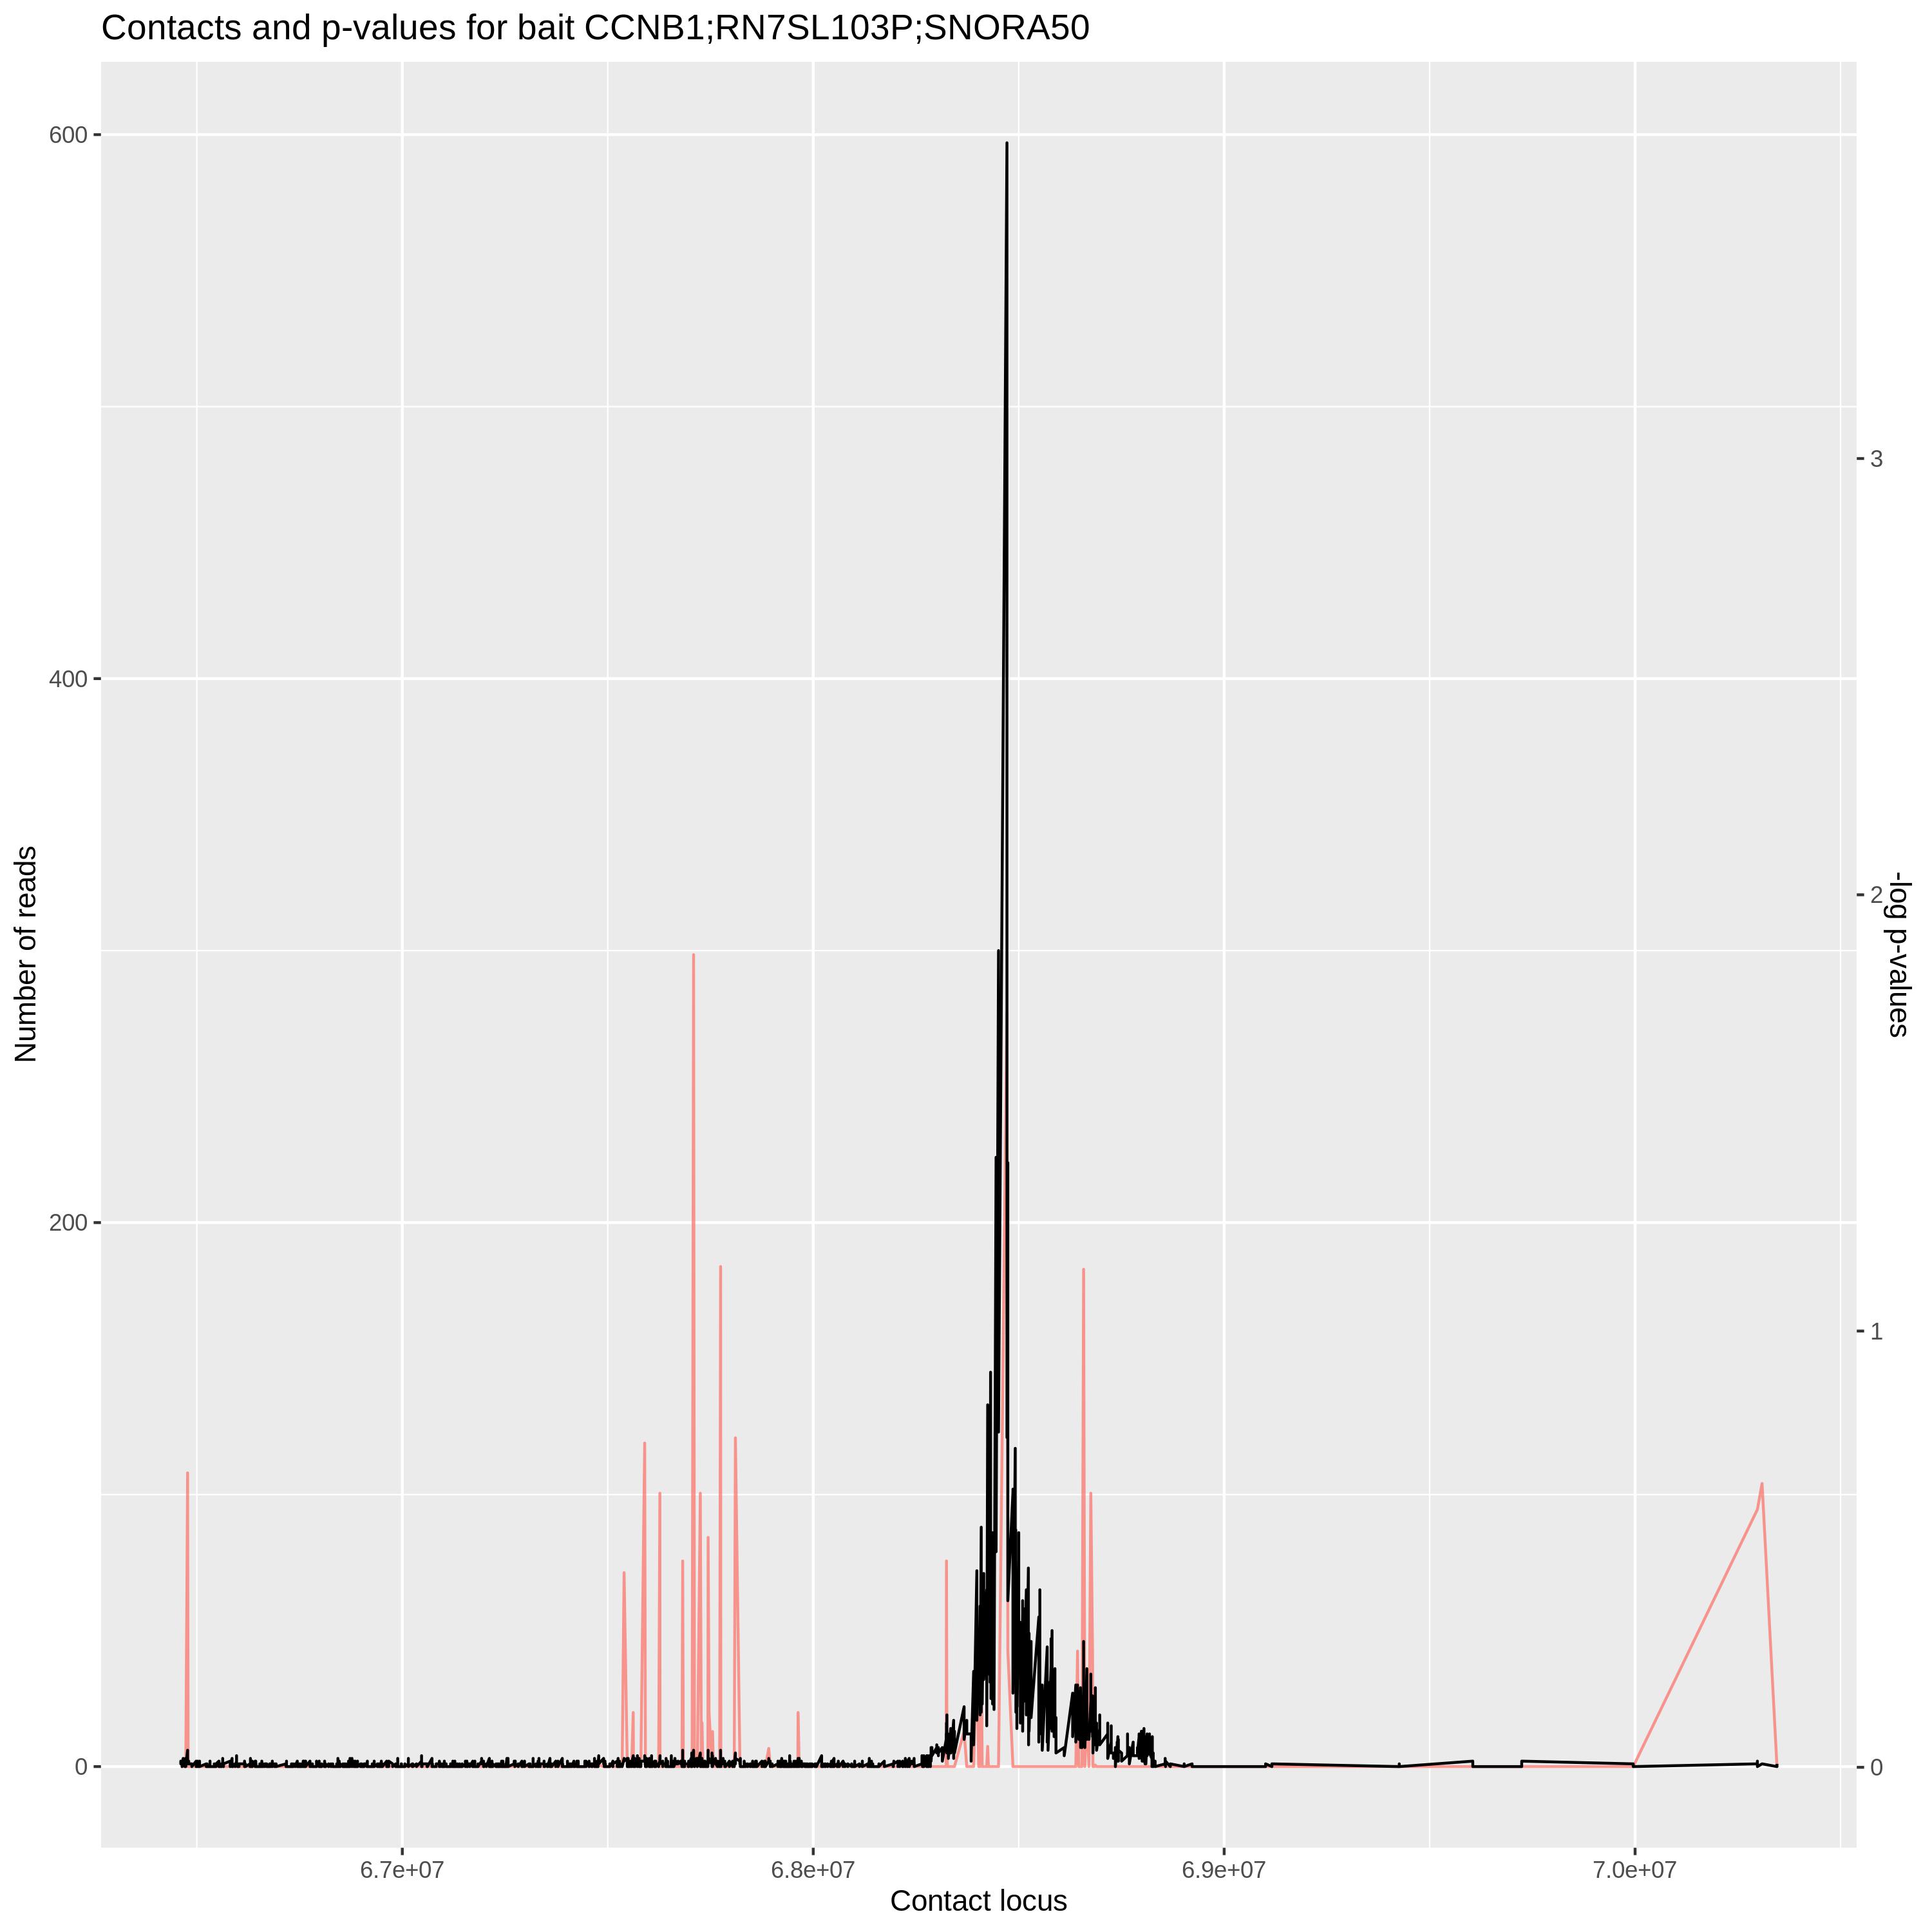 Contacts and p-values for bait CCNB1;RN7SL103P;SNORA50
600
400
200
0
Number of reads
3
2
1
0
-log p-values
6.7e+07 6.8e+07 6.9e+07 7.0e+07
Contact locus